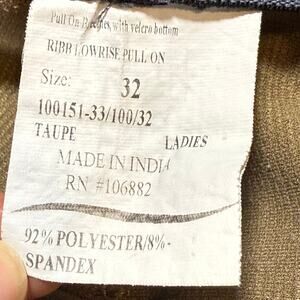 Pull On Breeches, with velcro bottom
RIBB LOWRISE PULL ON
Size: 32
100151-33/100/32
TAUPE LADIES
MADE IN INDIA
RN #106882
92% POLYESTER/8%-
SPANDEX